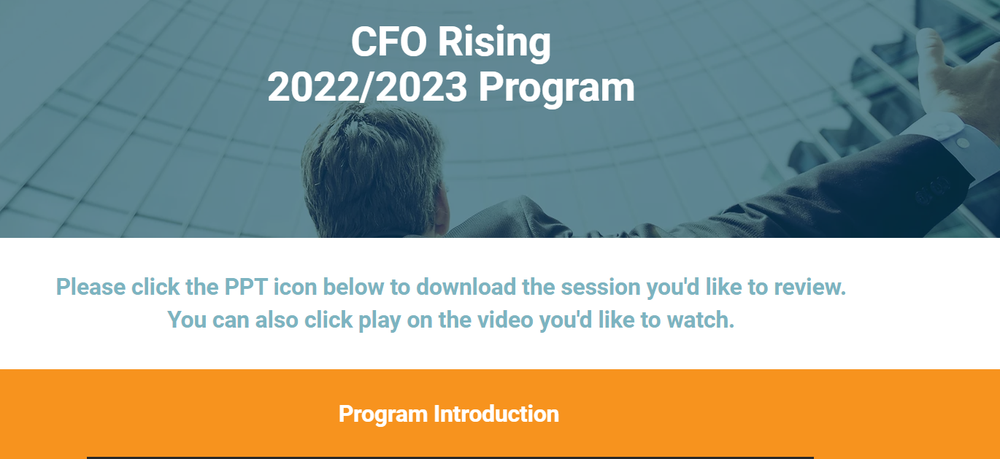 CFO Rising
2022/2023 Program
Please click the PPT icon below to download the session you'd like to review.
You can also click play on the video you'd like to watch.
Program Introduction